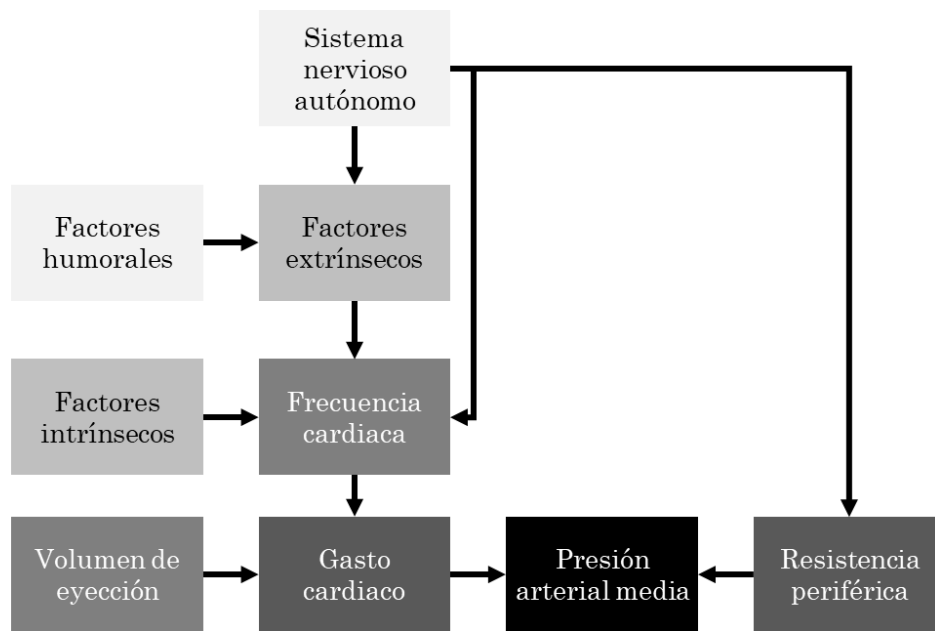 Sistema
nervioso
autónomo
Factores
humorales
Factores
extrínsecos
Factores
intrínsecos
Frecuencia
cardiaca
Volumen de
eyección
Gasto
cardiaco
Presión
arterial media
Resistencia
periférica